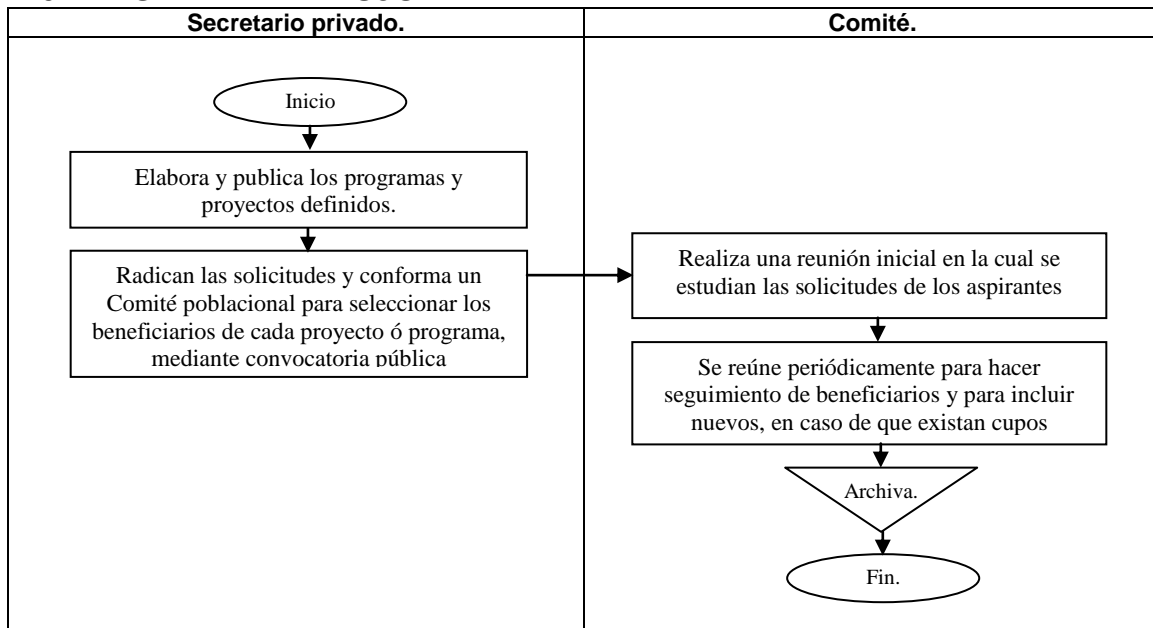 Secretario privado.
Comité.
Inicio
Elabora y publica los programas y
proyectos definidos.
Radican las solicitudes y conforma un
Comité poblacional para seleccionar los
beneficiarios de cada proyecto ó programa,
mediante convocatoria pública
Realiza una reunión inicial en la cual se
estudian las solicitudes de los aspirantes
Se reúne periódicamente para hacer
seguimiento de beneficiarios y para incluir
nuevos, en caso de que existan cupos
Archiva.
Fin.